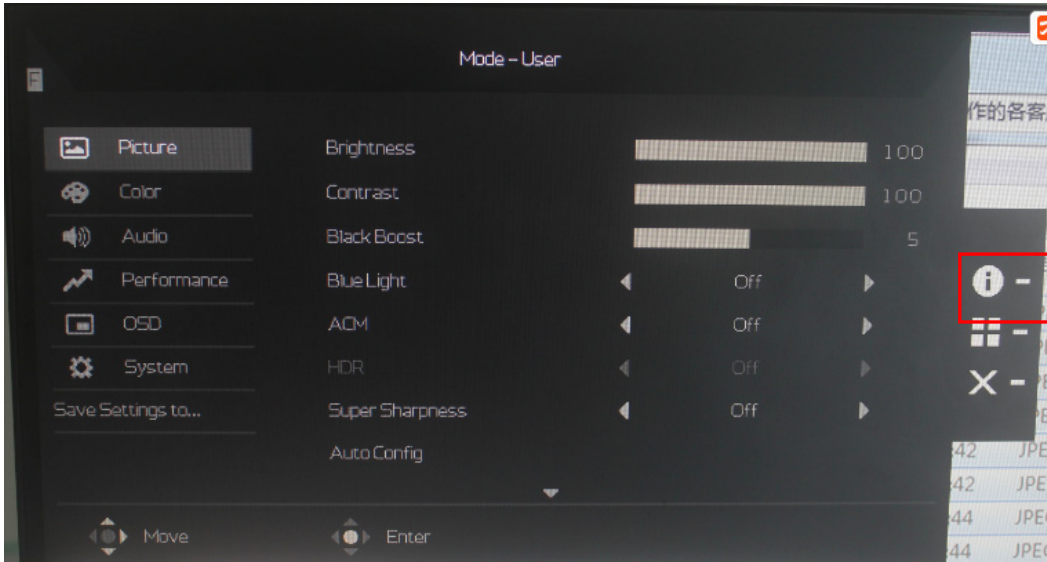 Mode - User
F
作的各客
Picture
Brightness 100
Color
Contrast 100
Audio
Black Boost 5
Performance
Blue Light Off
OSD
ACM Off
System
HDR Off
Save Settings to...
Super Sharpness Off
Auto Config
:42 JPE
:42 JPE
:44 JPE
:44 JPE
Move
Enter